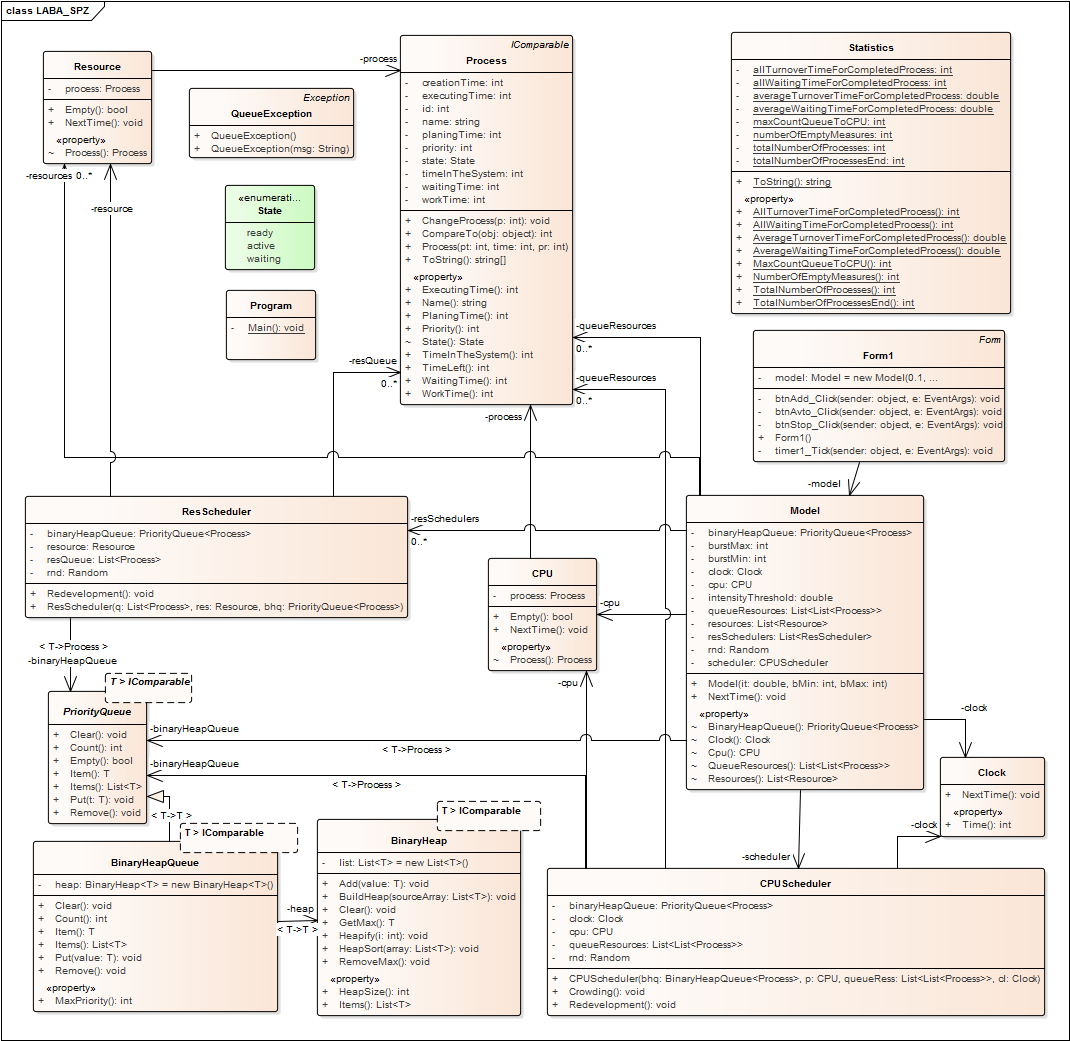 class LABA_SPZ
Resource
- process: Process
+ Empty(): bool
+ NextTime(): void
«property»
~ Process(): Process
-process
Exception
QueueException
+ QueueException()
+ QueueException(msg: String)
«enumerati...
State
ready
active
waiting
Program
- Main(): void
IComparable
Process
- creationTime: int
- executingTime: int
- id: int
- name: string
- planingTime: int
- priority: int
- state: State
- timeInTheSystem: int
- waitingTime: int
- workTime: int
+ ChangeProcess(p: int): void
+ CompareTo(obj: object): int
+ Process(pt: int, time: int, pr: int)
+ ToString(): string[]
«property»
+ ExecutingTime(): int
+ Name(): string
+ PlaningTime(): int
+ Priority(): int
~ State(): State
+ TimeInTheSystem(): int
+ TimeLeft(): int
+ WaitingTime(): int
+ WorkTime(): int
Statistics
- allTurnoverTimeForCompletedProcess: int
- allWaitingTimeForCompletedProcess: int
- averageTurnoverTimeForCompletedProcess: double
- averageWaitingTimeForCompletedProcess: double
- maxCountQueueToCPU: int
- numberOfEmptyMeasures: int
- totalNumberOfProcesses: int
- totalNumberOfProcessesEnd: int
+ ToString(): string
«property»
+ AllTurnoverTimeForCompletedProcess(): int
+ AllWaitingTimeForCompletedProcess(): int
+ AverageTurnoverTimeForCompletedProcess(): double
+ AverageWaitingTimeForCompletedProcess(): double
+ MaxCountQueueToCPU(): int
+ NumberOfEmptyMeasures(): int
+ TotalNumberOfProcesses(): int
+ TotalNumberOfProcessesEnd(): int
-resources 0..*
-resource
-resQueue
0..*
-process
-queueResources
0..*
-queueResources
0..*
Form
Form1
- model: Model = new Model(0.1, ...
- btnAdd_Click(sender: object, e: EventArgs): void
- btnAvto_Click(sender: object, e: EventArgs): void
- btnStop_Click(sender: object, e: EventArgs): void
+ Form1()
- timer1_Tick(sender: object, e: EventArgs): void
-model
ResScheduler
- binaryHeapQueue: PriorityQueue<Process>
- resource: Resource
- resQueue: List<Process>
- rnd: Random
+ Redevelopment(): void
+ ResScheduler(q: List<Process>, res: Resource, bhq: PriorityQueue<Process>)
-resSchedulers
0..*
CPU
- process: Process
+ Empty(): bool
+ NextTime(): void
«property»
~ Process(): Process
-cpu
-cpu
Model
- binaryHeapQueue: PriorityQueue<Process>
- burstMax: int
- burstMin: int
- clock: Clock
- cpu: CPU
- intensityThreshold: double
- queueResources: List<List<Process>>
- resources: List<Resource>
- resSchedulers: List<ResScheduler>
- rnd: Random
- scheduler: CPUScheduler
+ Model(it: double, bMin: int, bMax: int)
+ NextTime(): void
«property»
~ BinaryHeapQueue(): PriorityQueue<Process>
~ Clock(): Clock
~ Cpu(): CPU
~ QueueResources(): List<List<Process>>
~ Resources(): List<Resource>
< T->Process >
-binaryHeapQueue
T > IComparable
PriorityQueue
+ Clear(): void
+ Count(): int
+ Empty(): bool
+ Item(): T
+ Items(): List<T>
+ Put(t: T): void
+ Remove(): void
-binaryHeapQueue
< T->Process >
-binaryHeapQueue
< T->Process >
< T->T >
-clock
Clock
+ NextTime(): void
«property»
+ Time(): int
-clock
-scheduler
T > IComparable
BinaryHeapQueue
- heap: BinaryHeap<T> = new BinaryHeap<T>()
+ Clear(): void
+ Count(): int
+ Item(): T
+ Items(): List<T>
+ Put(value: T): void
+ Remove(): void
«property»
+ MaxPriority(): int
-heap
< T->T >
T > IComparable
BinaryHeap
- list: List<T> = new List<T>()
+ Add(value: T): void
+ BuildHeap(sourceArray: List<T>): void
+ Clear(): void
+ GetMax(): T
+ Heapify(i: int): void
+ HeapSort(array: List<T>): void
+ RemoveMax(): void
«property»
+ HeapSize(): int
+ Items(): List<T>
CPUScheduler
- binaryHeapQueue: PriorityQueue<Process>
- clock: Clock
- cpu: CPU
- queueResources: List<List<Process>>
- rnd: Random
+ CPUScheduler(bhq: BinaryHeapQueue<Process>, p: CPU, queueRess: List<List<Process>>, cl: Clock)
+ Crowding(): void
+ Redevelopment(): void